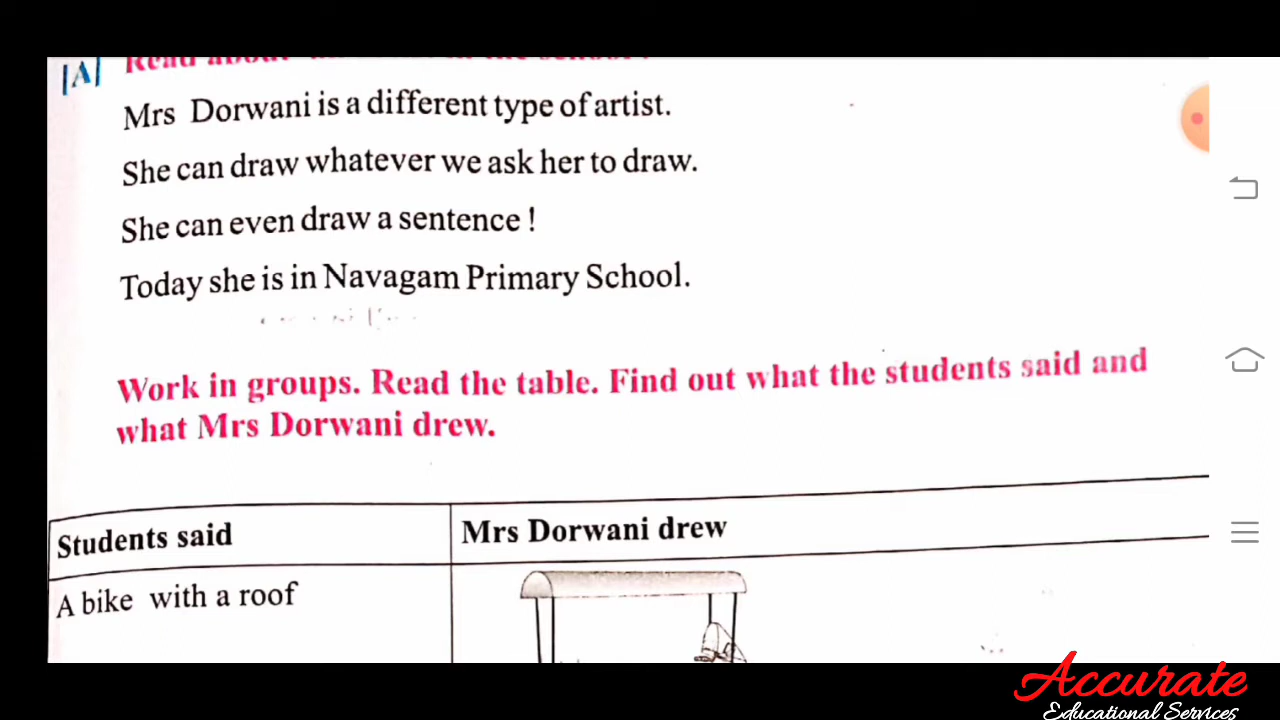 [A]
Mrs Dorwani is a different type of artist.
She can draw whatever we ask her to draw.
She can even draw a sentence !
Today she is in Navagam Primary School.
Work in groups. Read the table. Find out what the students said and
what Mrs Dorwani drew.
Students said
Mrs Dorwani drew
A bike with a roof
Accurate
Educational Services